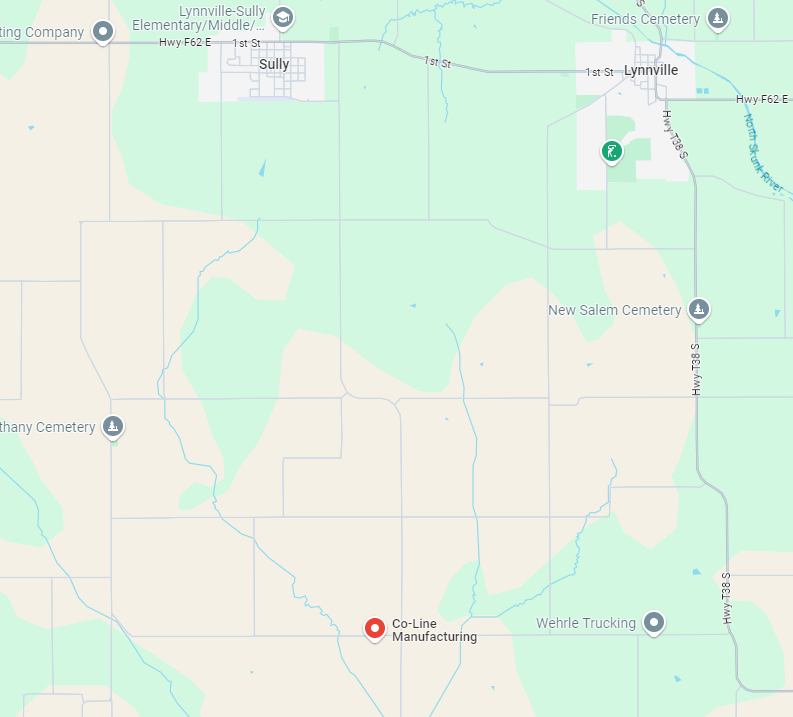 Lynnville-Sully
Elementary/Middle/...
Friends Cemetery
ting Company
Hwy F62 E
1st St
Sully
1st St
1st St
Lynnville
S
Hwy F62 E
Hwy T38 S
North Skunk River
New Salem Cemetery
Hwy T38 S
thany Cemetery
Hwy T38 S
Co-Line
Manufacturing
Wehrle Trucking